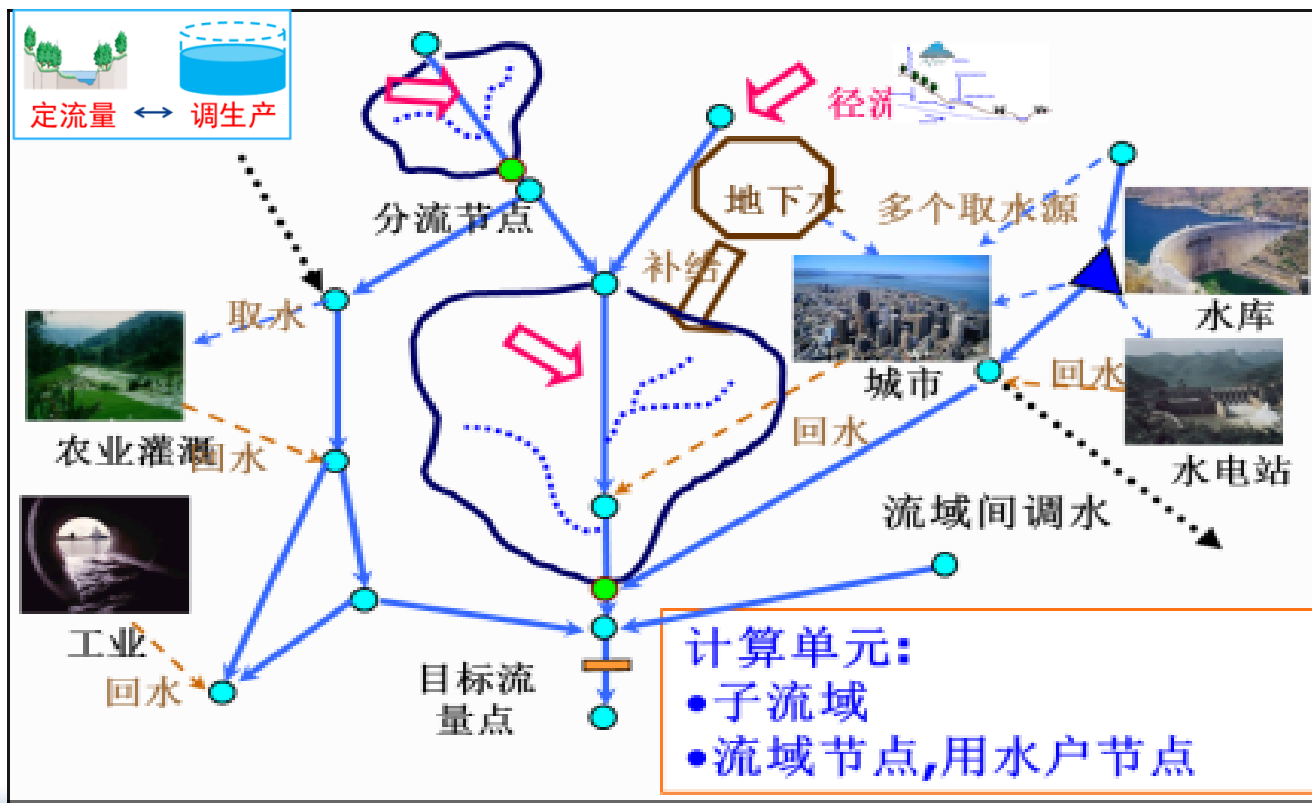 定流量 ↔ 调生产
径流
分流节点
地下水
多个取水源
补给
取水
水库
城市
回水
农业灌溉
回水
回水
水电站
流域间调水
工业
回水
目标流
量点
计算单元:
•子流域
•流域节点,用水户节点